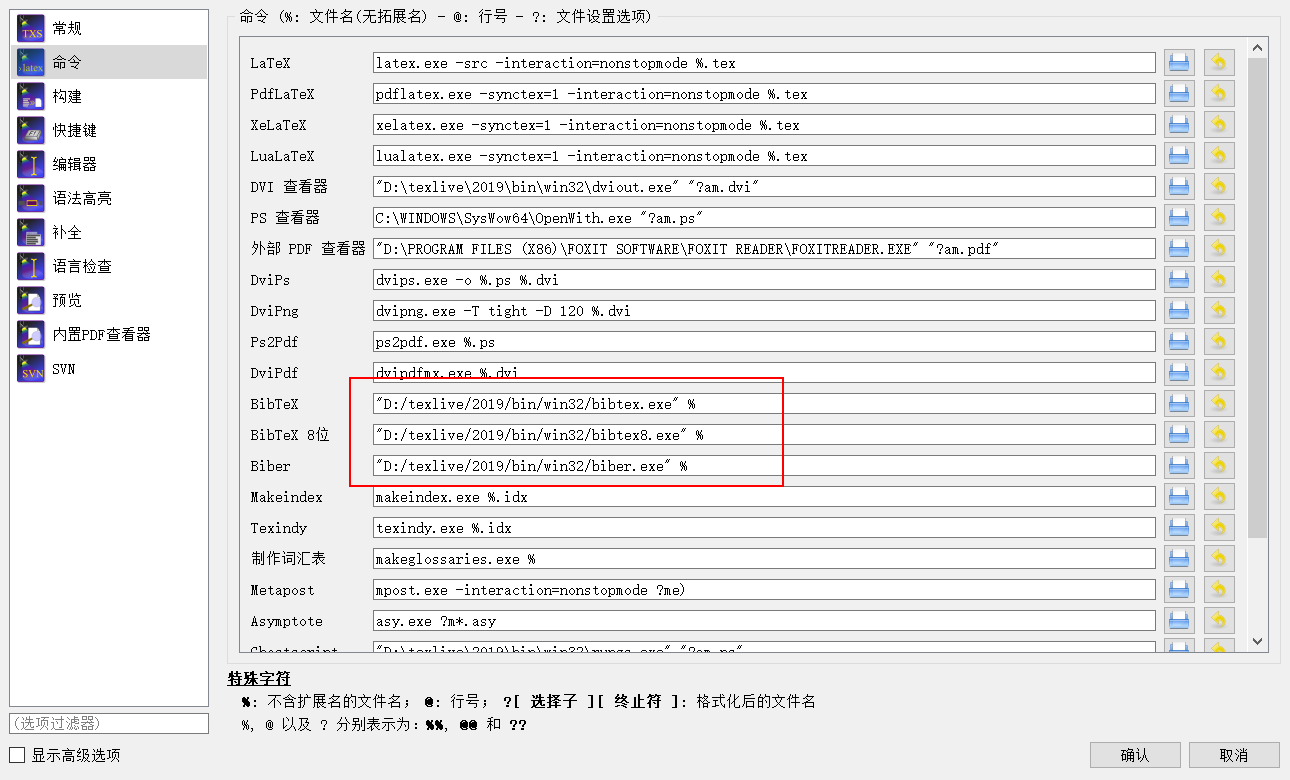 TXS 常规
latex 命令
构建
快捷键
编辑器
语法高亮
补全
语言检查
预览
内置PDF查看器
SVN SVN
(选项过滤器)
显示高级选项
命令 (%: 文件名(无拓展名) - @: 行号 - ?: 文件设置选项)
LaTeX latex.exe -src -interaction=nonstopmode %.tex
PdfLaTeX pdflatex.exe -synctex=1 -interaction=nonstopmode %.tex
XeLaTeX xelatex.exe -synctex=1 -interaction=nonstopmode %.tex
LuaLaTeX lualatex.exe -synctex=1 -interaction=nonstopmode %.tex
DVI 查看器 "D:\texlive\2019\bin\win32\dviout.exe" "?am.dvi"
PS 查看器 C:\WINDOWS\SysWow64\OpenWith.exe "?am.ps"
外部 PDF 查看器 "D:\PROGRAM FILES (X86)\FOXIT SOFTWARE\FOXIT READER\FOXITREADER.EXE" "?am.pdf"
DviPs dvips.exe -o %.ps %.dvi
DviPng dvipng.exe -T tight -D 120 %.dvi
Ps2Pdf ps2pdf.exe %.ps
DviPdf dvipdfmx.exe %.dvi
BibTeX "D:/texlive/2019/bin/win32/bibtex.exe" %
BibTeX 8位 "D:/texlive/2019/bin/win32/bibtex8.exe" %
Biber "D:/texlive/2019/bin/win32/biber.exe" %
Makeindex makeindex.exe %.idx
Texindy texindy.exe %.idx
制作词汇表 makeglossaries.exe %
Metapost mpost.exe -interaction=nonstopmode ?me)
Asymptote asy.exe ?m*.asy
Ghostscript "D:\texlive\2019\bin\win32\rungs.exe" "?am.ps"
特殊字符
%: 不含扩展名的文件名; @: 行号; ?[ 选择子 ][ 终止符 ]: 格式化后的文件名
%, @ 以及 ? 分别表示为: %%, @@ 和 ??
确认 取消